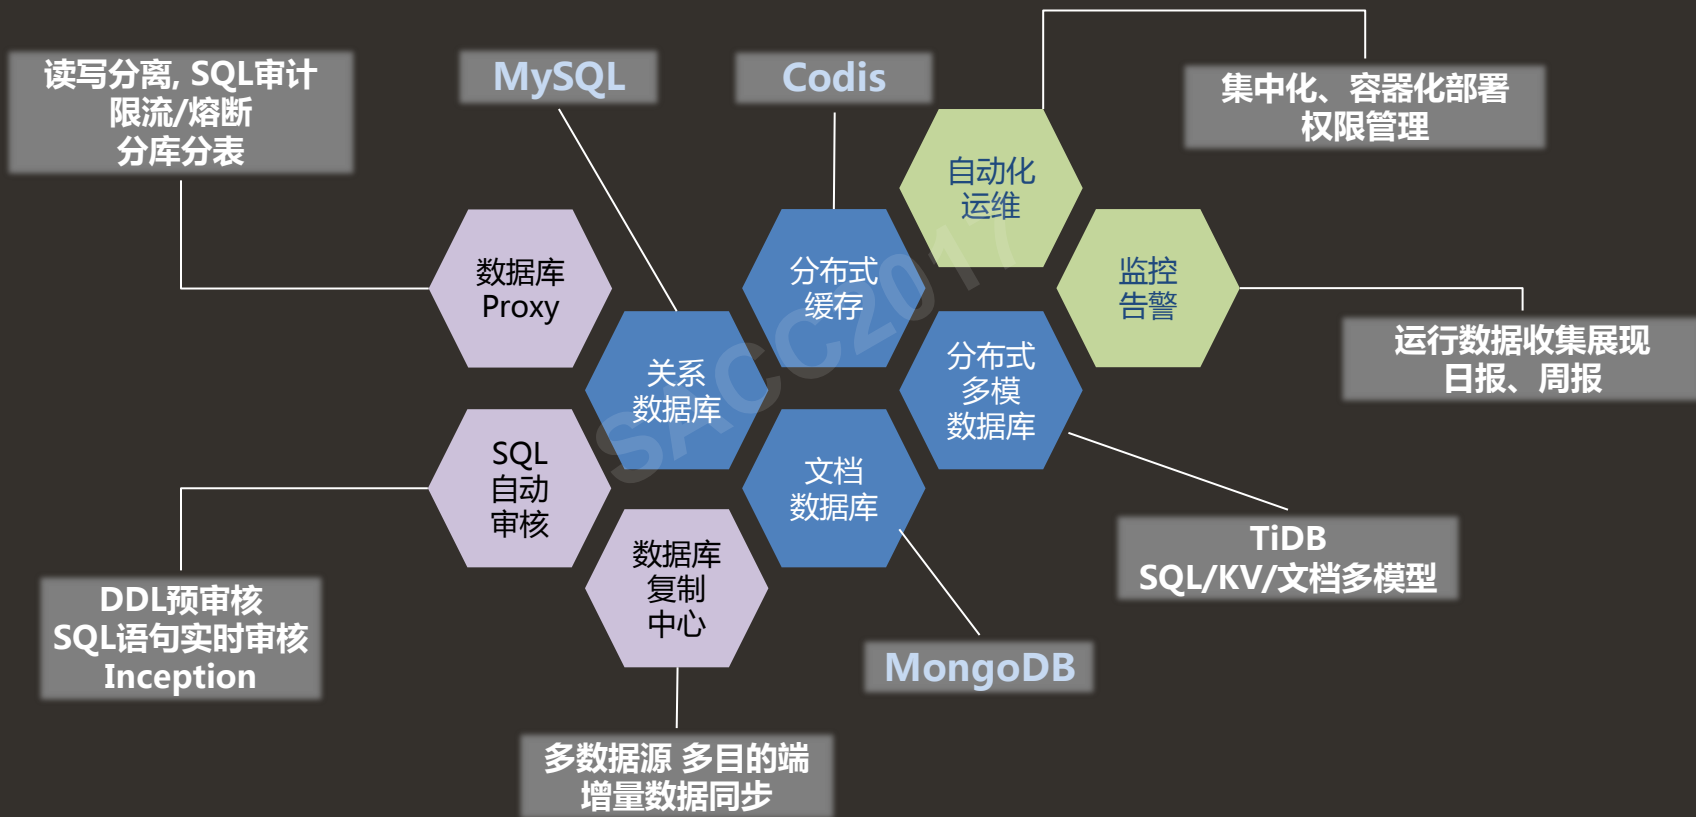 读写分离, SQL审计
限流/熔断
分库分表
MySQL
Codis
集中化、容器化部署
权限管理
自动化
运维
数据库
Proxy
分布式
缓存
监控
告警
运行数据收集展现
日报、周报
关系
数据库
分布式
多模
数据库
SQL
自动
审核
文档
数据库
数据库
复制
中心
TiDB
SQL/KV/文档多模型
DDL预审核
SQL语句实时审核
Inception
MongoDB
多数据源 多目的端
增量数据同步
SACC2017